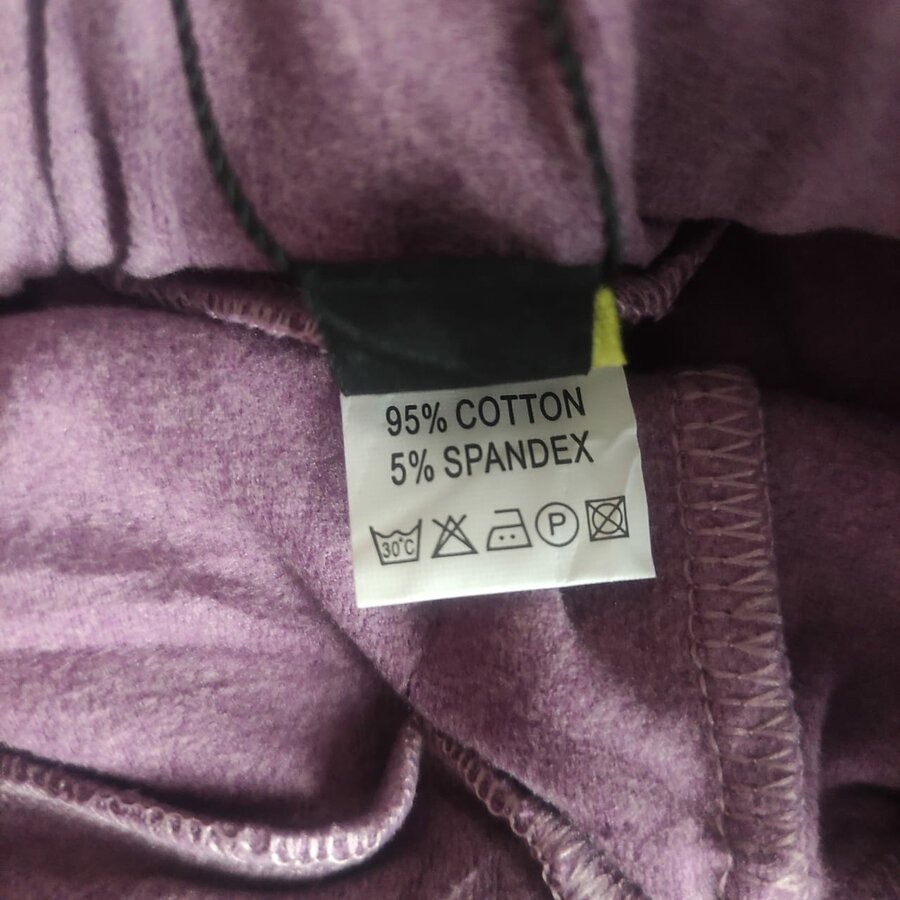 95% COTTON
5% SPANDEX
30°C P